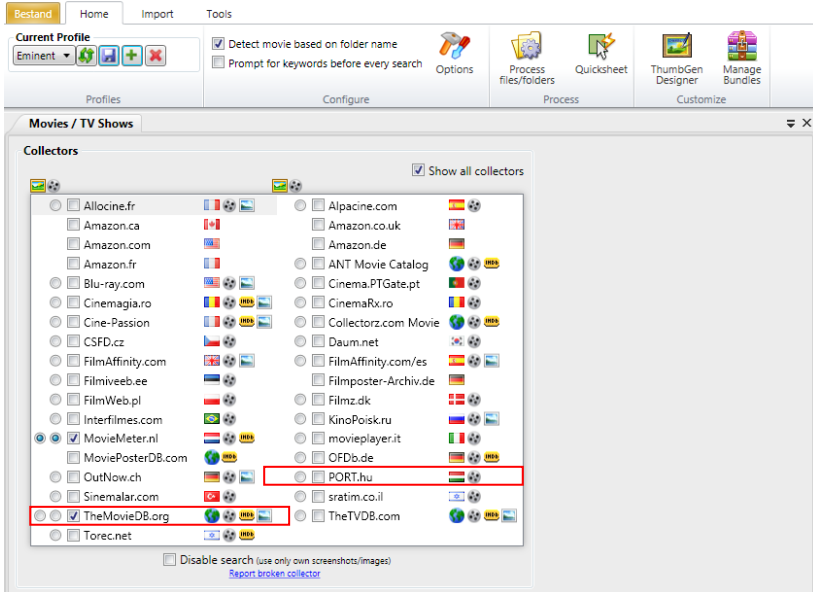 Bestand Home Import Tools
Current Profile
Eminent
Detect movie based on folder name
Prompt for keywords before every search
Options
Process files/folders
Quicksheet
ThumbGen Designer
Manage Bundles
Profiles Configure Process Customize
Movies / TV Shows
Collectors
Show all collectors
Allocine.fr Alpacine.com
Amazon.ca Amazon.co.uk
Amazon.com Amazon.de
Amazon.fr ANT Movie Catalog
Blu-ray.com Cinema.PTGate.pt
Cinemagia.ro CinemaRx.ro
Cine-Passion Collectorz.com Movie
CSFD.cz Daum.net
FilmAffinity.com FilmAffinity.com/es
Filmiveeb.ee Filmposter-Archiv.de
FilmWeb.pl Filmz.dk
Interfilmes.com KinoPoisk.ru
MovieMeter.nl movieplayer.it
MoviePosterDB.com OFDb.de
OutNow.ch PORT.hu
Sinemalar.com sratim.co.il
TheMovieDB.org TheTVDB.com
Torec.net
Disable search (use only own screenshots/images)
Report broken collector